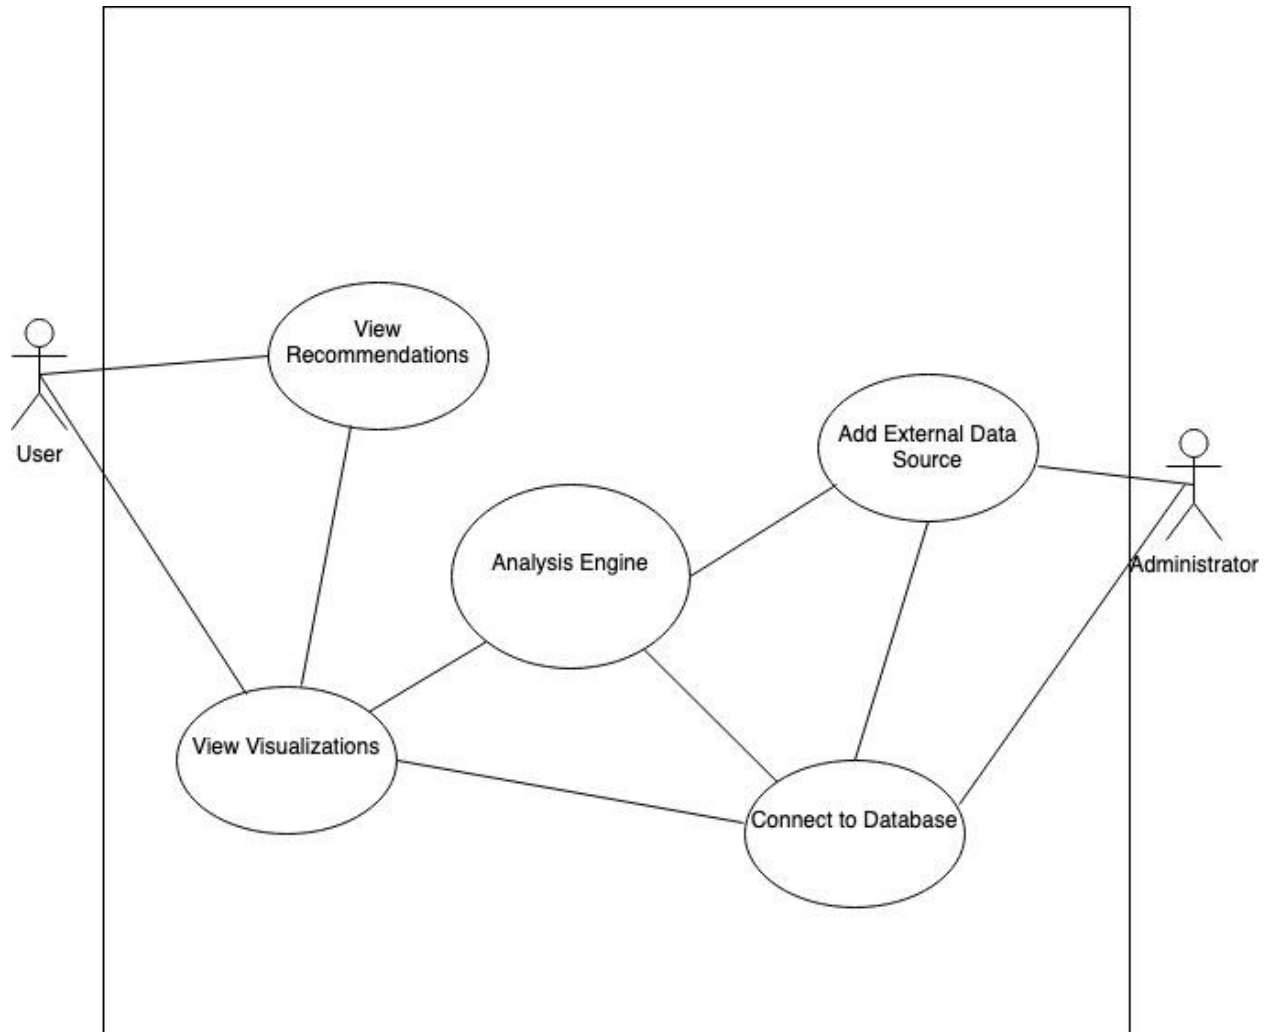 View
Recommendations
User
Add External Data
Source
Analysis Engine
Administrator
View Visualizations
Connect to Database